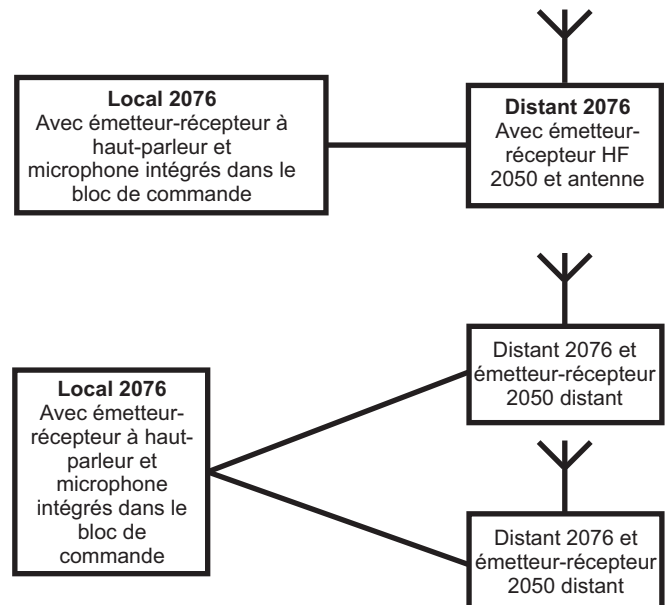 Local 2076
Avec émetteur-récepteur à
haut-parleur et
microphone intégrés dans le
bloc de commande
Distant 2076
Avec émetteur-
récepteur HF
2050 et antenne
Local 2076
Avec émetteur-
récepteur à haut-
parleur et
microphone
intégrés dans le
bloc de
commande
Distant 2076 et
émetteur-récepteur
2050 distant
Distant 2076 et
émetteur-récepteur
2050 distant